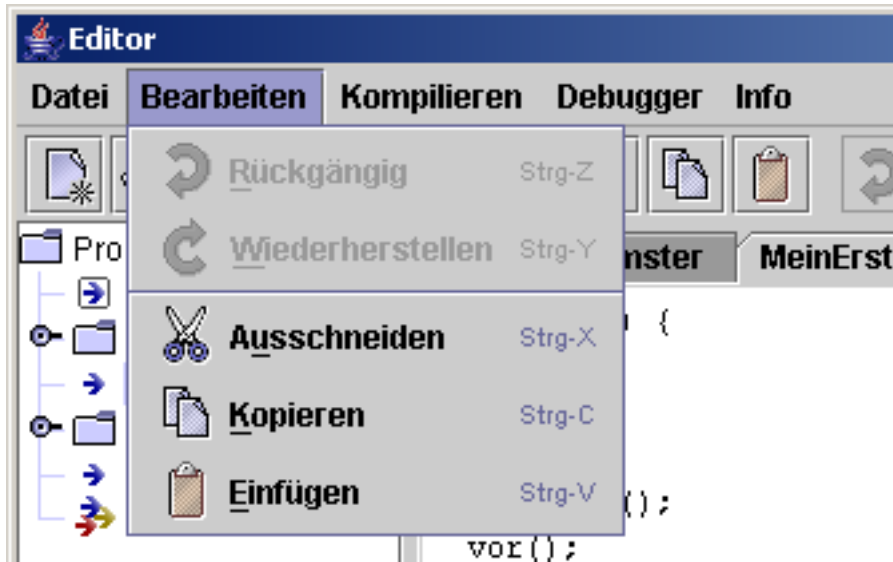 Editor
Datei Bearbeiten Kompilieren Debugger Info
Rückgängig Strg-Z
Wiederherstellen Strg-Y
Ausschneiden Strg-X
Kopieren Strg-C
Einfügen Strg-V
Pro
nster MeinErst
{
();
vor();